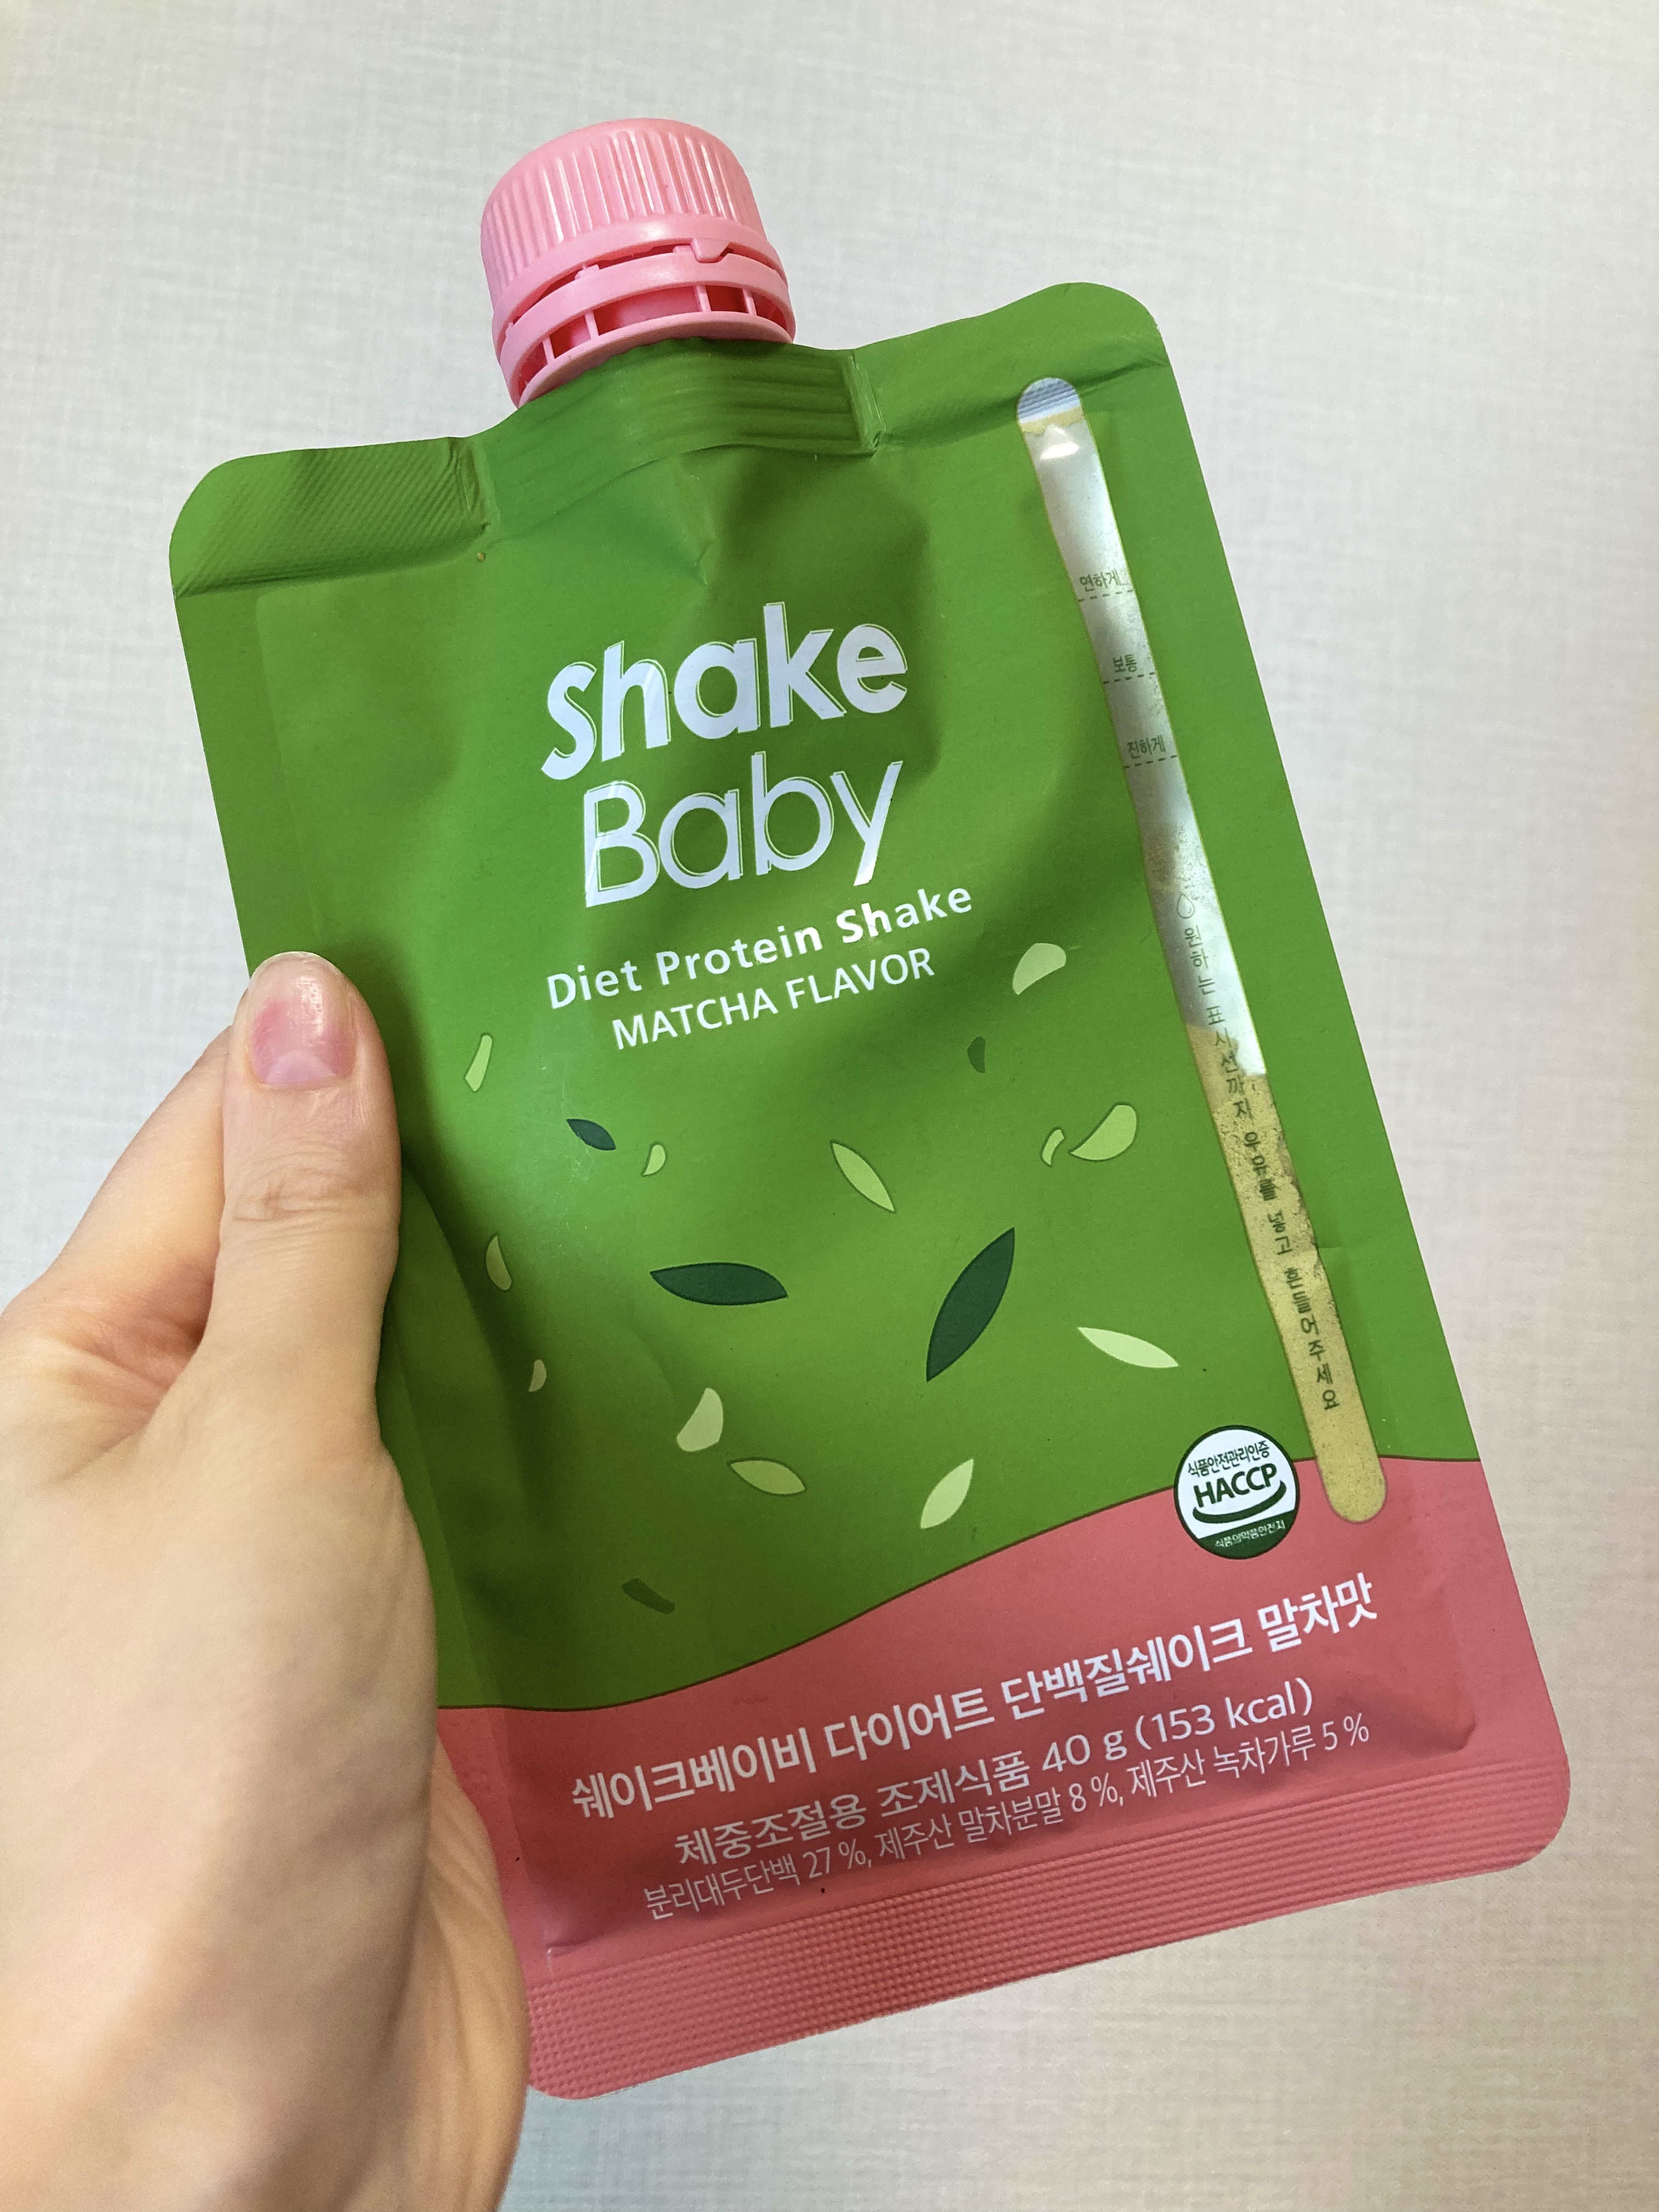 Shake
Baby
Diet Protein Shake
MATCHA FLAVOR
연하게
보통
진하게
원하는 표시선까지 우유를 넣고 흔들어주세요
식품안전관리인증
HACCP
식품의약품안전처
쉐이크베이비 다이어트 단백질쉐이크 말차맛
체중조절용 조제식품 40 g (153 kcal)
분리대두단백 27 %, 제주산 말차분말 8 %, 제주산 녹차가루 5 %